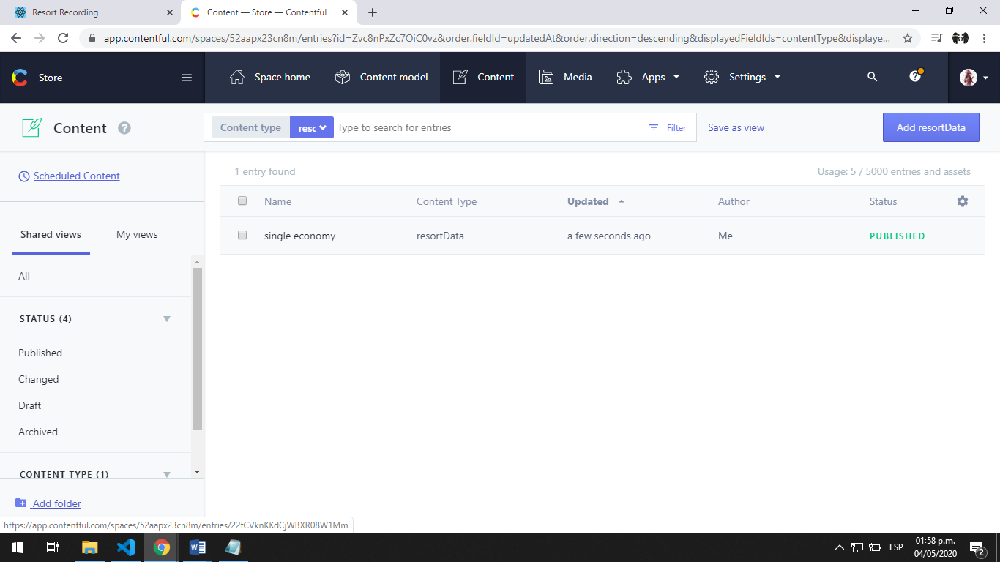 Resort Recording
Content — Store — Contentful
app.contentful.com/spaces/52aapx23cn8m/entries?id=Zvc8nPxZc7OiC0vz&order.fieldId=updatedAt&order.direction=descending&displayedFieldIds=contentType&displaye...
Store
Space home
Content model
Content
Media
Apps
Settings
?
Content
?
Content type
resc
Type to search for entries
Filter
Save as view
Add resortData
Scheduled Content
1 entry found
Usage: 5 / 5000 entries and assets
Name
Content Type
Updated
Author
Status
single economy
resortData
a few seconds ago
Me
PUBLISHED
Shared views
My views
All
STATUS (4)
Published
Changed
Draft
Archived
CONTENT TYPE (1)
Add folder
https://app.contentful.com/spaces/52aapx23cn8m/entries/22tCVknKKdCjWBXR08W1Mm
ESP
01:58 p.m.
04/05/2020
2